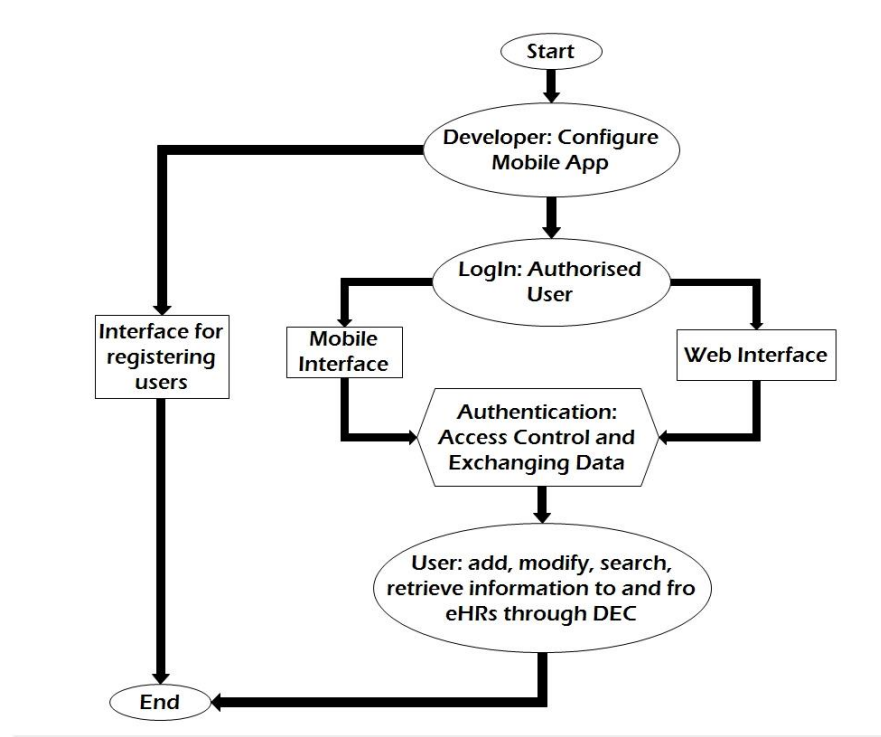 Start
Developer: Configure
Mobile App
LogIn: Authorised
User
Interface for
registering
users
Mobile
Interface
Web Interface
Authentication:
Access Control and
Exchanging Data
User: add, modify, search,
retrieve information to and fro
eHRs through DEC
End